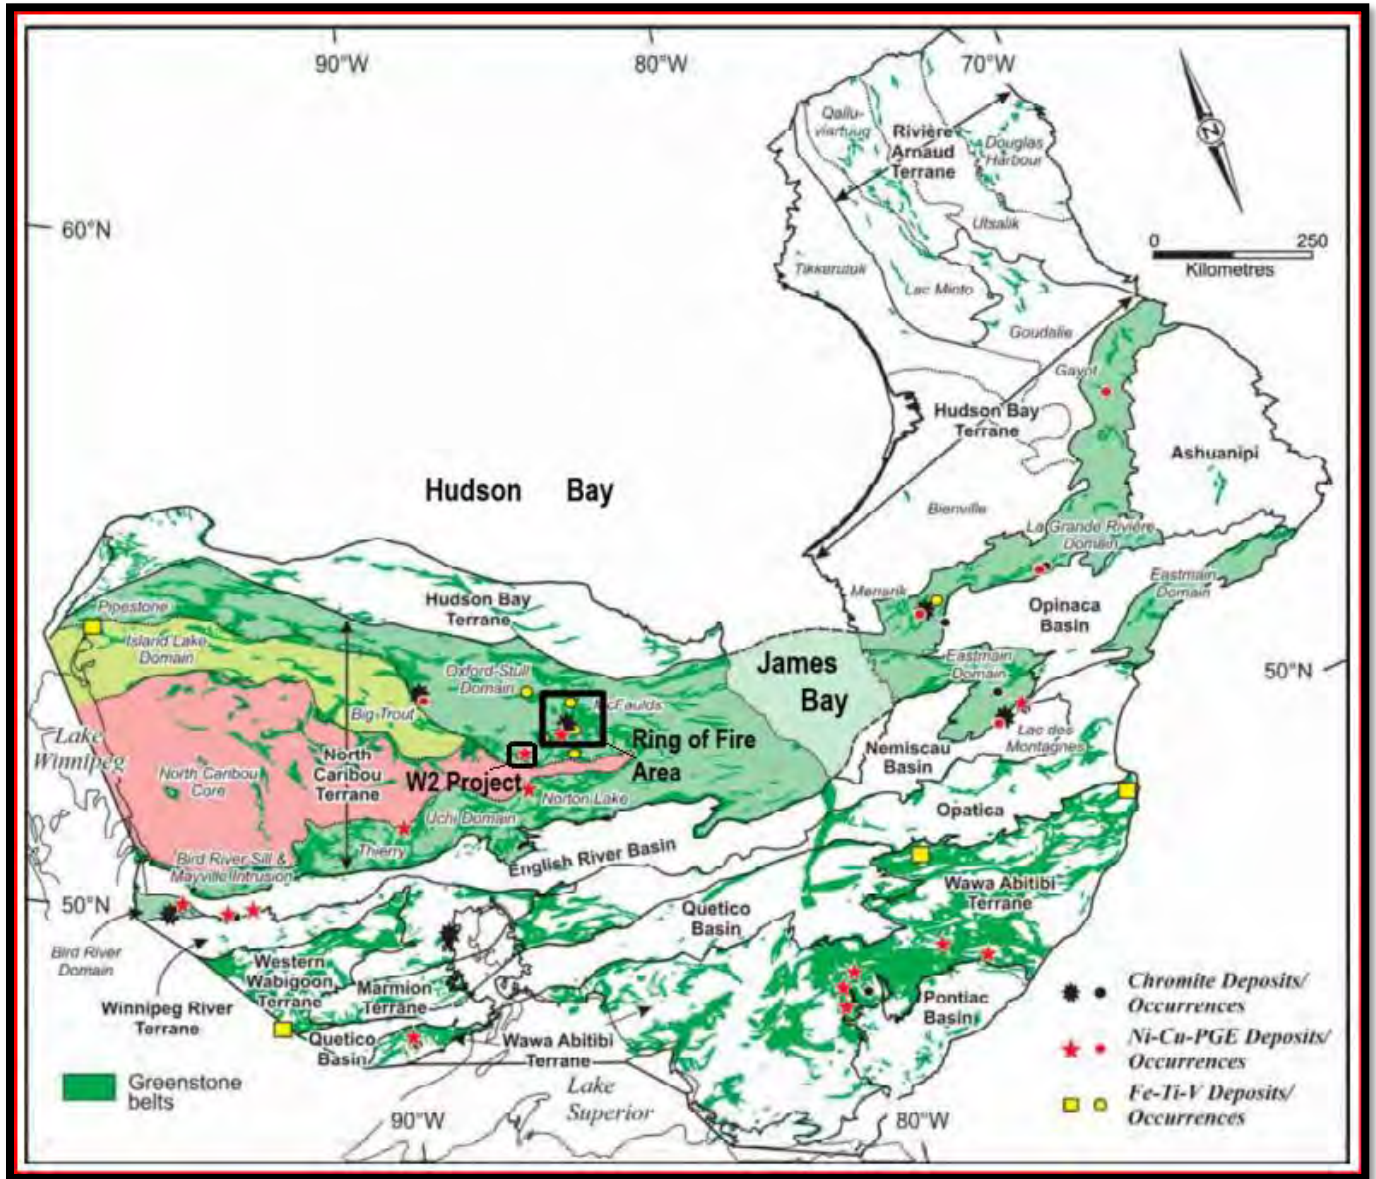 90°W
80°W
70°W
60°N
Rivière
Arnaud
Terrane
Douglas
Harbour
Utsalik
Tikkerutuk
Lac Minto
Goudalie
0 250
Kilometres
Gayot
Hudson Bay
Terrane
Ashuanipi
Bienville
La Grande Rivière
Domain
Hudson Bay
Eastmain
Domain
Opinaca
Basin
Menarik
Hudson Bay
Terrane
Pipestone
Island Lake
Domain
Oxford-Stull
Domain
McFaulds
James
Bay
Eastmain
Domain
50°N
Lac des
Montagnes
Nemiscau
Basin
Big Trout
Ring of Fire
Area
W2 Project
Lake
Winnipeg
North Caribou
Core
North
Caribou
Terrane
Norton Lake
Uchi Domain
Thierry
Opatica
Bird River Sill &
Mayville Intrusion
English River Basin
Wawa Abitibi
Terrane
50°N
Quetico
Basin
Bird River
Domain
Western
Wabigoon
Terrane
Marmion
Terrane
Winnipeg River
Terrane
Pontiac
Basin
Quetico
Basin
Wawa Abitibi
Terrane
Lake
Superior
90°W
80°W
Greenstone
belts
Chromite Deposits/
Occurrences
Ni-Cu-PGE Deposits/
Occurrences
Fe-Ti-V Deposits/
Occurrences